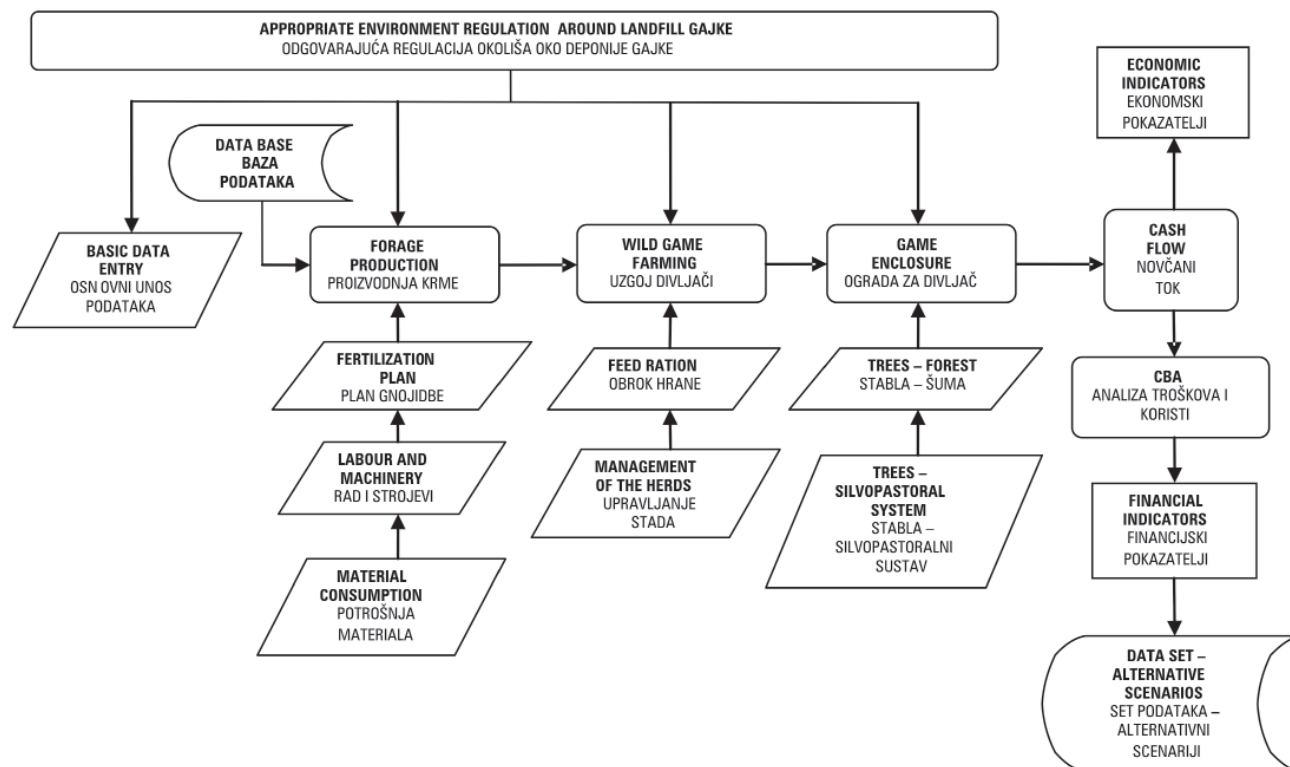 APPROPRIATE ENVIRONMENT REGULATION AROUND LANDFILL GAJKE
ODGOVARAJUĆA REGULACIJA OKOLIŠA OKO DEPONIJE GAJKE
ECONOMIC
INDICATORS
EKONOMSKI
POKAZATELJI
DATA BASE
BAZA
PODATAKA
BASIC DATA
ENTRY
OSN OVNI UNOS
PODATAKA
FORAGE
PRODUCTION
PROIZVODNJA KRME
WILD GAME
FARMING
UZGOJ DIVLJAČI
GAME
ENCLOSURE
OGRADA ZA DIVLJAČ
CASH
FLOW
NOVČANI
TOK
FERTILIZATION
PLAN
PLAN GNOJIDBE
FEED RATION
OBROK HRANE
TREES – FOREST
STABLA – ŠUMA
CBA
ANALIZA TROŠKOVA I
KORISTI
LABOUR AND
MACHINERY
RAD I STROJEVI
MANAGEMENT
OF THE HERDS
UPRAVLJANJE
STADA
TREES –
SILVOPASTORAL
SYSTEM
STABLA –
SILVOPASTORALNI
SUSTAV
FINANCIAL
INDICATORS
FINANCIJSKI
POKAZATELJI
MATERIAL
CONSUMPTION
POTROŠNJA
MATERIALA
DATA SET –
ALTERNATIVE
SCENARIOS
SET PODATAKA –
ALTERNATIVNI
SCENARIJI